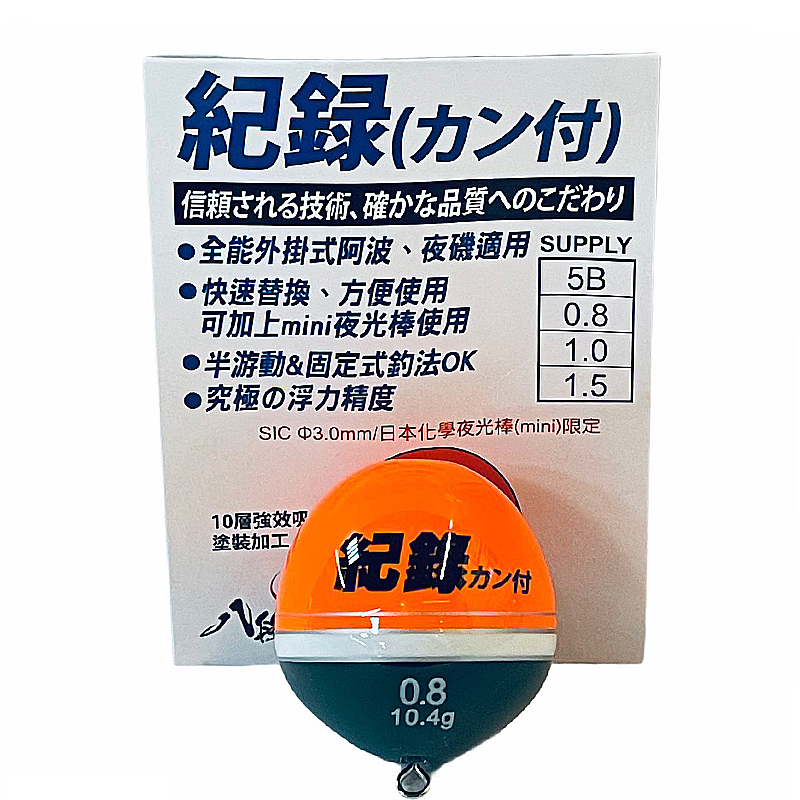 紀録(カン付)
信頼される技術、確かな品質へのこだわり
●全能外掛式阿波、夜磯適用
●快速替換、方便使用
可加上mini夜光棒使用
●半游動&固定式釣法OK
●究極の浮力精度
SUPPLY
5B
0.8
1.0
1.5
SIC Φ3.0mm/日本化學夜光棒(mini)限定
10層強效吸
塗裝加工
紀録カン付
0.8
10.4g